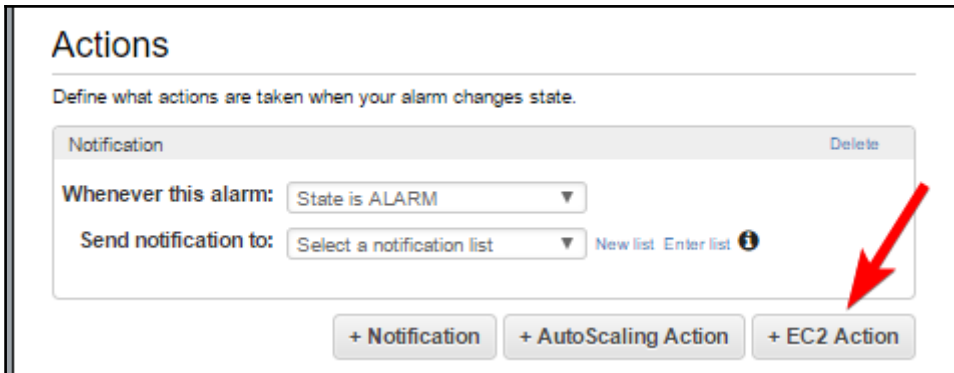 Actions
Define what actions are taken when your alarm changes state.
Notification Delete
Whenever this alarm: State is ALARM
Send notification to: Select a notification list New list Enter list
+ Notification + AutoScaling Action + EC2 Action